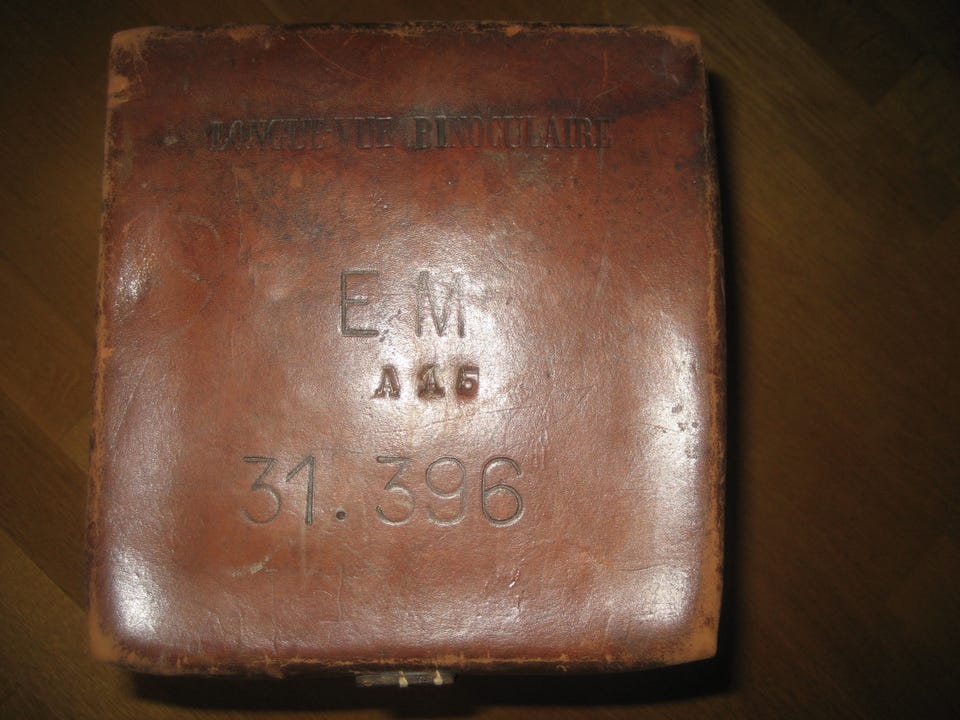 LONGUE-VUE BINOCULAIRE
E M
A 15
31.396